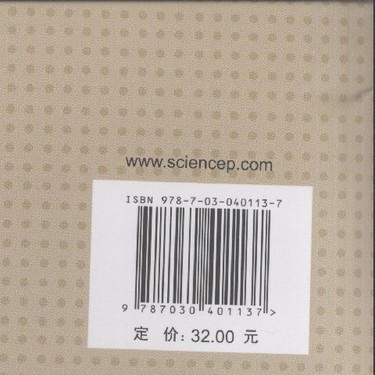 www.sciencep.com
ISBN 978-7-03-040113-7
9 787030 401137>
定 价: 32.00 元